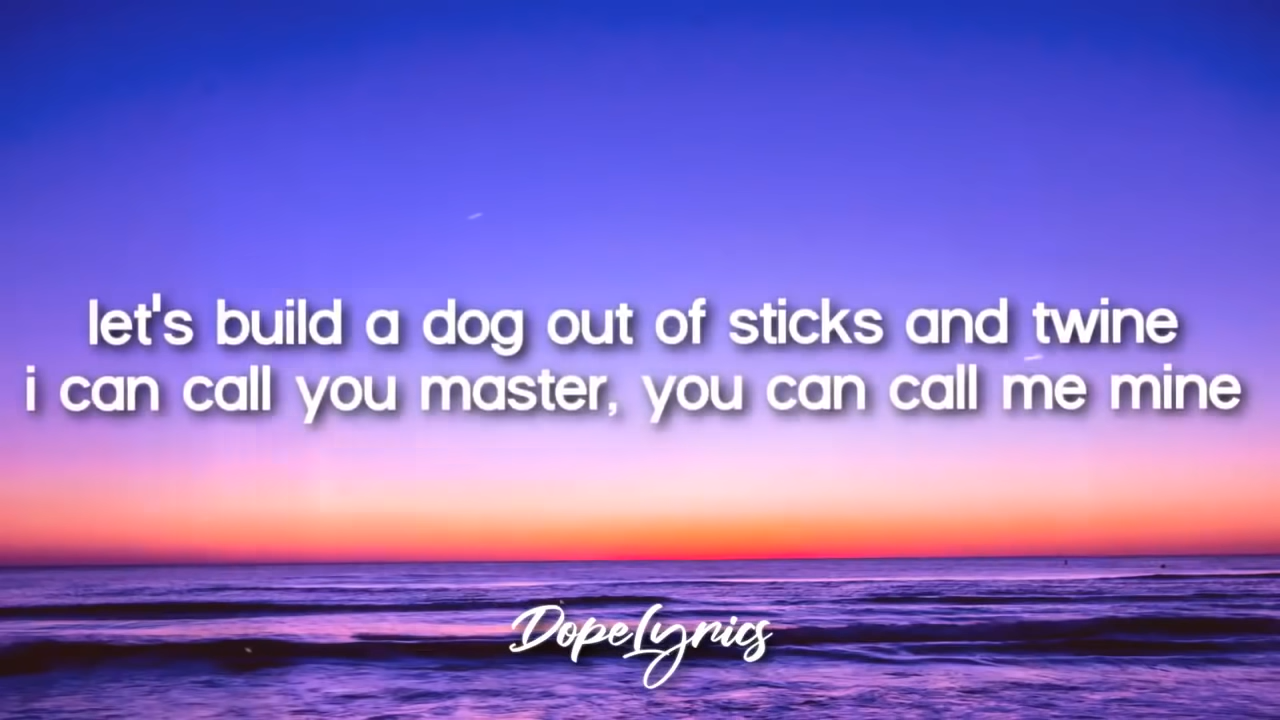 let's build a dog out of sticks and twine
i can call you master, you can call me mine
DopeLyrics